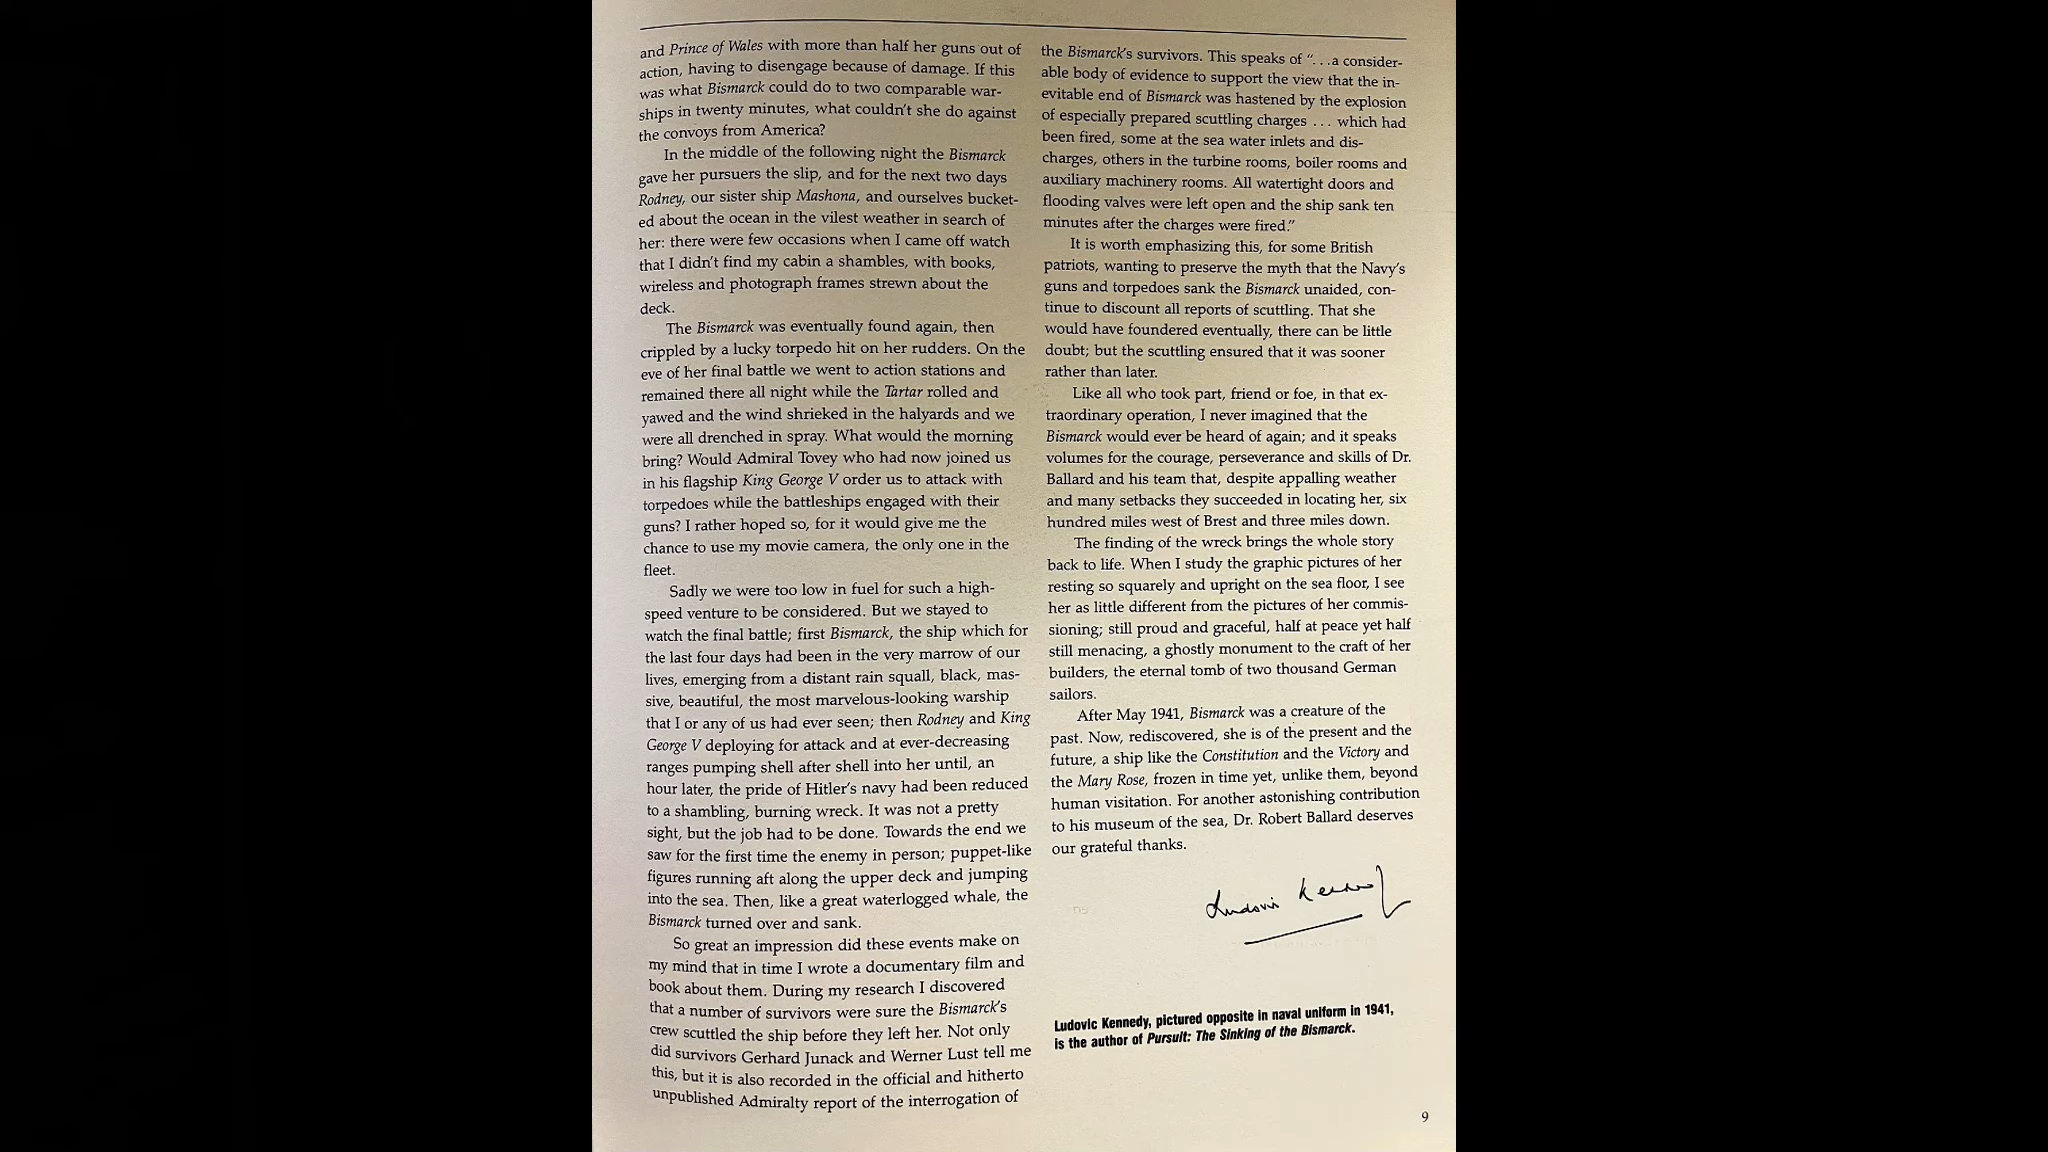 and Prince of Wales with more than half her guns out of
action, having to disengage because of damage. If this
was what Bismarck could do to two comparable war-
ships in twenty minutes, what couldn't she do against
the convoys from America?
In the middle of the following night the Bismarck
gave her pursuers the slip, and for the next two days
Rodney, our sister ship Mashona, and ourselves bucket-
ed about the ocean in the vilest weather in search of
her: there were few occasions when I came off watch
that I didn't find my cabin a shambles, with books,
wireless and photograph frames strewn about the
deck.
The Bismarck was eventually found again, then
crippled by a lucky torpedo hit on her rudders. On the
eve of her final battle we went to action stations and
remained there all night while the Tartar rolled and
yawed and the wind shrieked in the halyards and we
were all drenched in spray. What would the morning
bring? Would Admiral Tovey who had now joined us
in his flagship King George V order us to attack with
torpedoes while the battleships engaged with their
guns? I rather hoped so, for it would give me the
chance to use my movie camera, the only one in the
fleet.
Sadly we were too low in fuel for such a high-
speed venture to be considered. But we stayed to
watch the final battle; first Bismarck, the ship which for
the last four days had been in the very marrow of our
lives, emerging from a distant rain squall, black, mas-
sive, beautiful, the most marvelous-looking warship
that I or any of us had ever seen; then Rodney and King
George V deploying for attack and at ever-decreasing
ranges pumping shell after shell into her until, an
hour later, the pride of Hitler's navy had been reduced
to a shambling, burning wreck. It was not a pretty
sight, but the job had to be done. Towards the end we
saw for the first time the enemy in person; puppet-like
figures running aft along the upper deck and jumping
into the sea. Then, like a great waterlogged whale, the
Bismarck turned over and sank.
So great an impression did these events make on
my mind that in time I wrote a documentary film and
book about them. During my research I discovered
that a number of survivors were sure the Bismarck's
crew scuttled the ship before they left her. Not only
did survivors Gerhard Junack and Werner Lust tell me
this, but it is also recorded in the official and hitherto
unpublished Admiralty report of the interrogation of
the Bismarck's survivors. This speaks of “. . . a consider-
able body of evidence to support the view that the in-
evitable end of Bismarck was hastened by the explosion
of especially prepared scuttling charges . . . which had
been fired, some at the sea water inlets and dis-
charges, others in the turbine rooms, boiler rooms and
auxiliary machinery rooms. All watertight doors and
flooding valves were left open and the ship sank ten
minutes after the charges were fired.”
It is worth emphasizing this, for some British
patriots, wanting to preserve the myth that the Navy's
guns and torpedoes sank the Bismarck unaided, con-
tinue to discount all reports of scuttling. That she
would have foundered eventually, there can be little
doubt; but the scuttling ensured that it was sooner
rather than later.
Like all who took part, friend or foe, in that ex-
traordinary operation, I never imagined that the
Bismarck would ever be heard of again; and it speaks
volumes for the courage, perseverance and skills of Dr.
Ballard and his team that, despite appalling weather
and many setbacks they succeeded in locating her, six
hundred miles west of Brest and three miles down.
The finding of the wreck brings the whole story
back to life. When I study the graphic pictures of her
resting so squarely and upright on the sea floor, I see
her as little different from the pictures of her commis-
sioning; still proud and graceful, half at peace yet half
still menacing, a ghostly monument to the craft of her
builders, the eternal tomb of two thousand German
sailors.
After May 1941, Bismarck was a creature of the
past. Now, rediscovered, she is of the present and the
future, a ship like the Constitution and the Victory and
the Mary Rose, frozen in time yet, unlike them, beyond
human visitation. For another astonishing contribution
to his museum of the sea, Dr. Robert Ballard deserves
our grateful thanks.
Ludovic Kennedy
Ludovic Kennedy, pictured opposite in naval uniform in 1941,
is the author of Pursuit: The Sinking of the Bismarck.
9